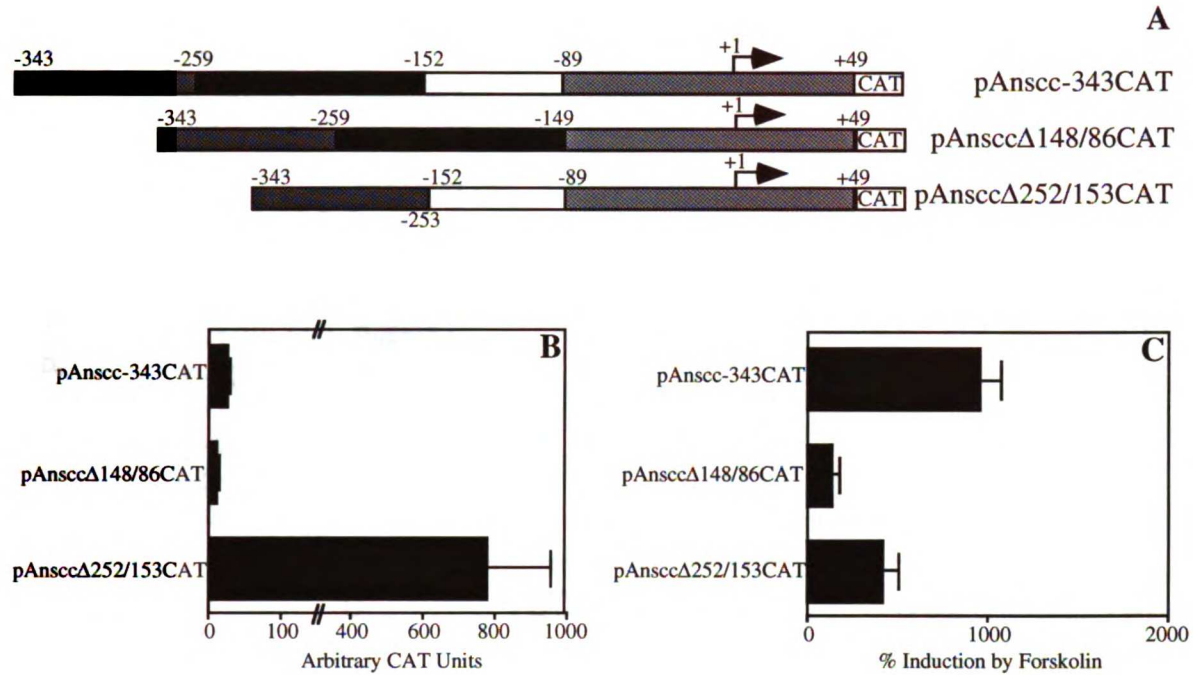 A
-343 -259 -152 -89 +1 +49
CAT pAnscc-343CAT
-343 -259 -149 +1 +49
CAT pAnsccΔ148/86CAT
-343 -152 -89 +1 +49
CAT pAnsccΔ252/153CAT
-253
B
pAnscc-343CAT
pAnsccΔ148/86CAT
pAnsccΔ252/153CAT
0 100 400 600 800 1000
Arbitrary CAT Units
C
pAnscc-343CAT
pAnsccΔ148/86CAT
pAnsccΔ252/153CAT
0 1000 2000
% Induction by Forskolin